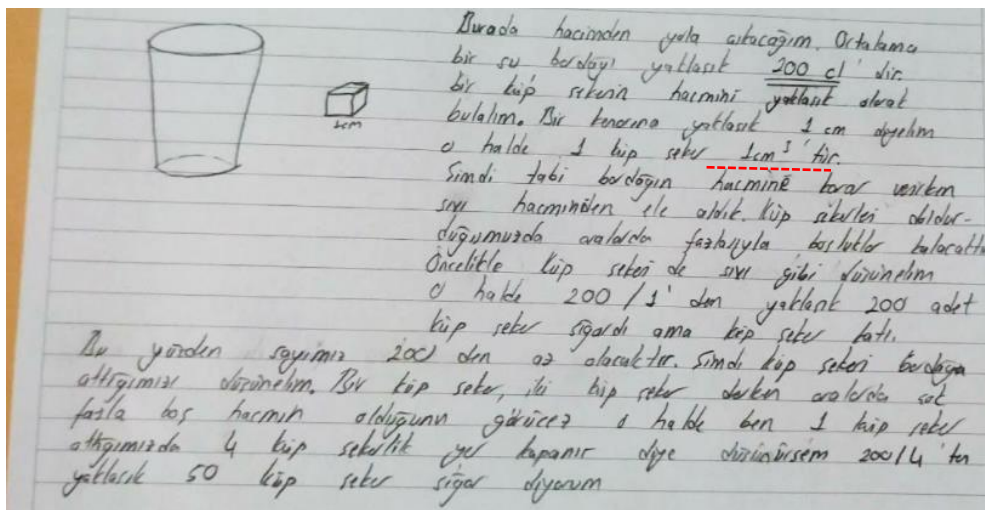 Burada hacimden yola çıkacağım. Ortalama
bir su bardağı yaklaşık 200 cl' dir.
bir küp şekerin hacmini yaklaşık olarak
bulalım. Bir kenarına yaklaşık 1 cm diyelim
1cm
o halde 1 küp şeker 1cm³' tür.
Şimdi tabi bardağın hacmine karar verirken
sıvı hacminden ele aldık. Küp şekerleri doldur-
duğumuzda aralarda fazlasıyla boşluklar kalacaktır
Öncelikle küp şekeri de sıvı gibi düşünelim
o halde 200/1' den yaklaşık 200 adet
küp şeker sığardı ama küp şeker katı.
Bu yüzden sayımız 200 den az olacaktır. Şimdi küp şekeri bardağa
attığımızı düşünelim. Bir küp şeker, iki küp şeker derken aralarda çok
fazla boş hacmin olduğunu görücez o halde ben 1 küp şeker
attığımızda 4 küp şekerlik yer kapanır diye düşünürsem 200/4 'ten
yaklaşık 50 küp şeker sığar diyorum